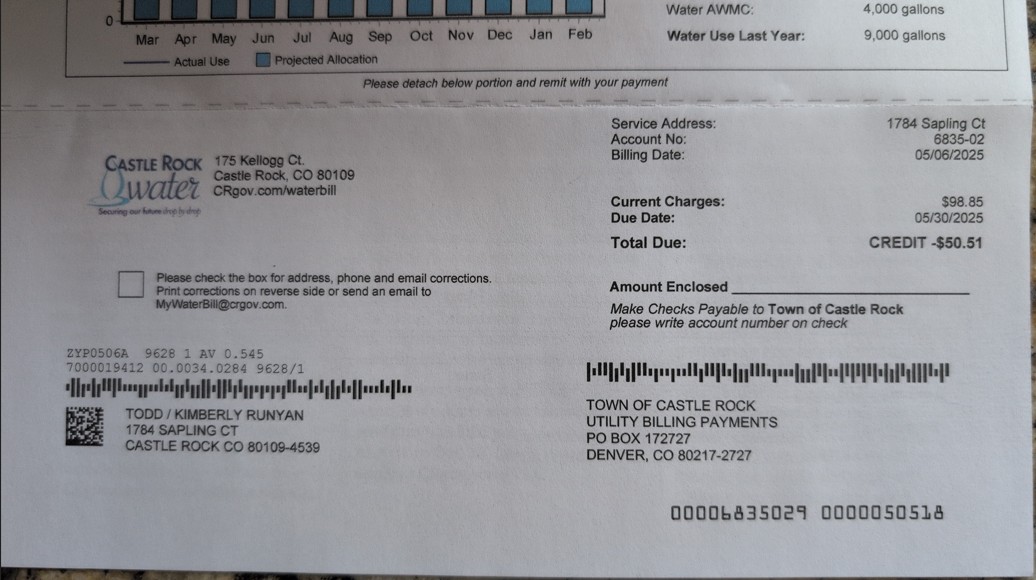 Water AWMC: 4,000 gallons
0
Mar Apr May Jun Jul Aug Sep Oct Nov Dec Jan Feb
Water Use Last Year: 9,000 gallons
Actual Use Projected Allocation
Please detach below portion and remit with your payment
Service Address: 1784 Sapling Ct
Account No: 6835-02
Billing Date: 05/06/2025
CASTLE ROCK
water
Securing our future drop by drop
175 Kellogg Ct.
Castle Rock, CO 80109
CRgov.com/waterbill
Current Charges: $98.85
Due Date: 05/30/2025
Total Due: CREDIT -$50.51
Please check the box for address, phone and email corrections.
Print corrections on reverse side or send an email to
MyWaterBill@crgov.com.
Amount Enclosed
Make Checks Payable to Town of Castle Rock
please write account number on check
ZYP0506A 9628 1 AV 0.545
7000019412 00.0034.0284 9628/1
TODD / KIMBERLY RUNYAN
1784 SAPLING CT
CASTLE ROCK CO 80109-4539
TOWN OF CASTLE ROCK
UTILITY BILLING PAYMENTS
PO BOX 172727
DENVER, CO 80217-2727
00006835029 0000050518